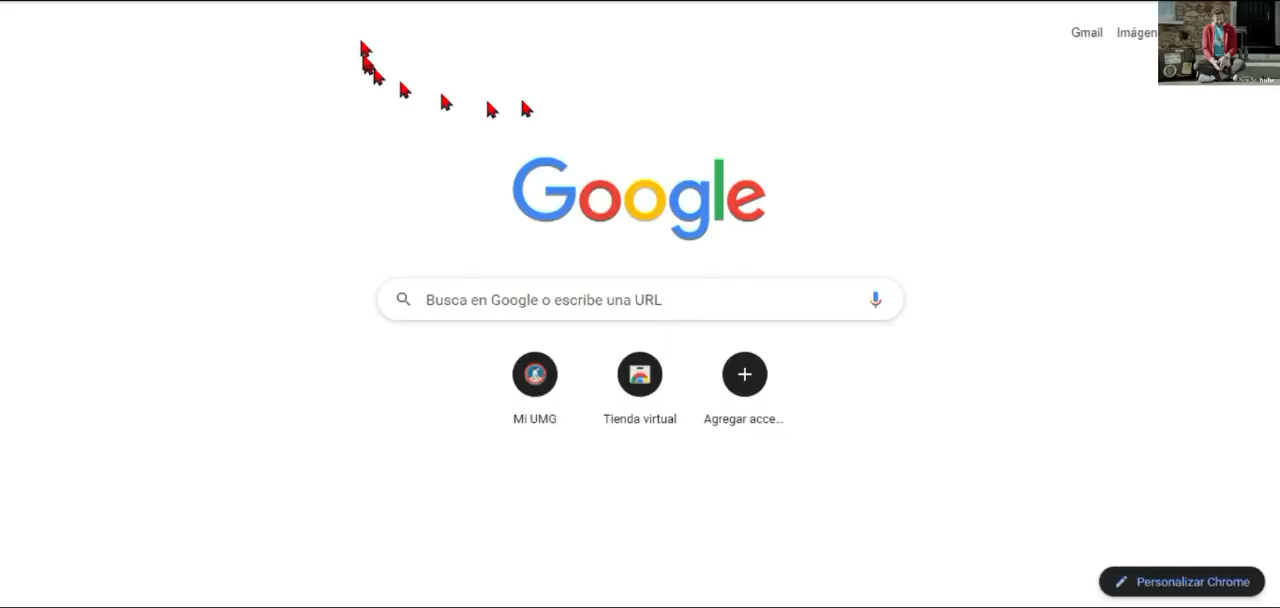 Gmail Imágen
Google
Busca en Google o escribe una URL
Mi UMG
Tienda virtual
Agregar acce...
Personalizar Chrome